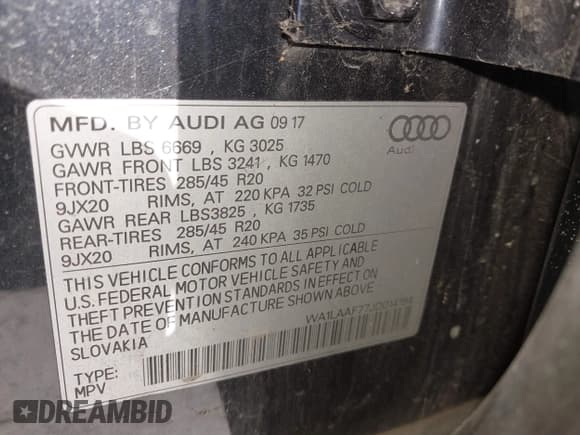 MFD. BY AUDI AG 09 17
GVWR LBS 6669 , KG 3025
GAWR FRONT LBS 3241 , KG 1470
FRONT-TIRES 285/45 R20
9JX20 RIMS, AT 220 KPA 32 PSI COLD
GAWR REAR LBS3825 , KG 1735
REAR-TIRES 285/45 R20
9JX20 RIMS, AT 240 KPA 35 PSI COLD
Audi
THIS VEHICLE CONFORMS TO ALL APPLICABLE
U.S. FEDERAL MOTOR VEHICLE SAFETY AND
THEFT PREVENTION STANDARDS IN EFFECT ON
THE DATE OF MANUFACTURE SHOWN ABOVE
SLOVAKIA
TYPE:
MPV
DREAMBID